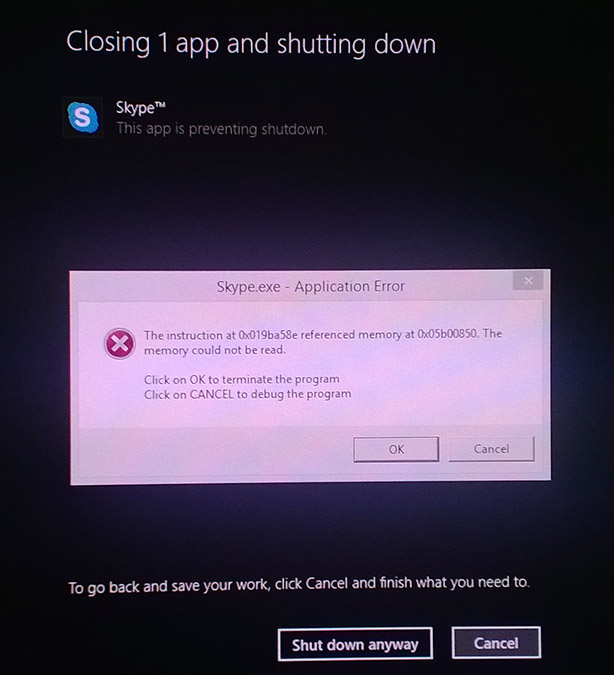 Closing 1 app and shutting down
S
Skype™
This app is preventing shutdown.
Skype.exe - Application Error
The instruction at 0x019ba58e referenced memory at 0x05b00850. The
memory could not be read.
Click on OK to terminate the program
Click on CANCEL to debug the program
OK Cancel
To go back and save your work, click Cancel and finish what you need to.
Shut down anyway Cancel